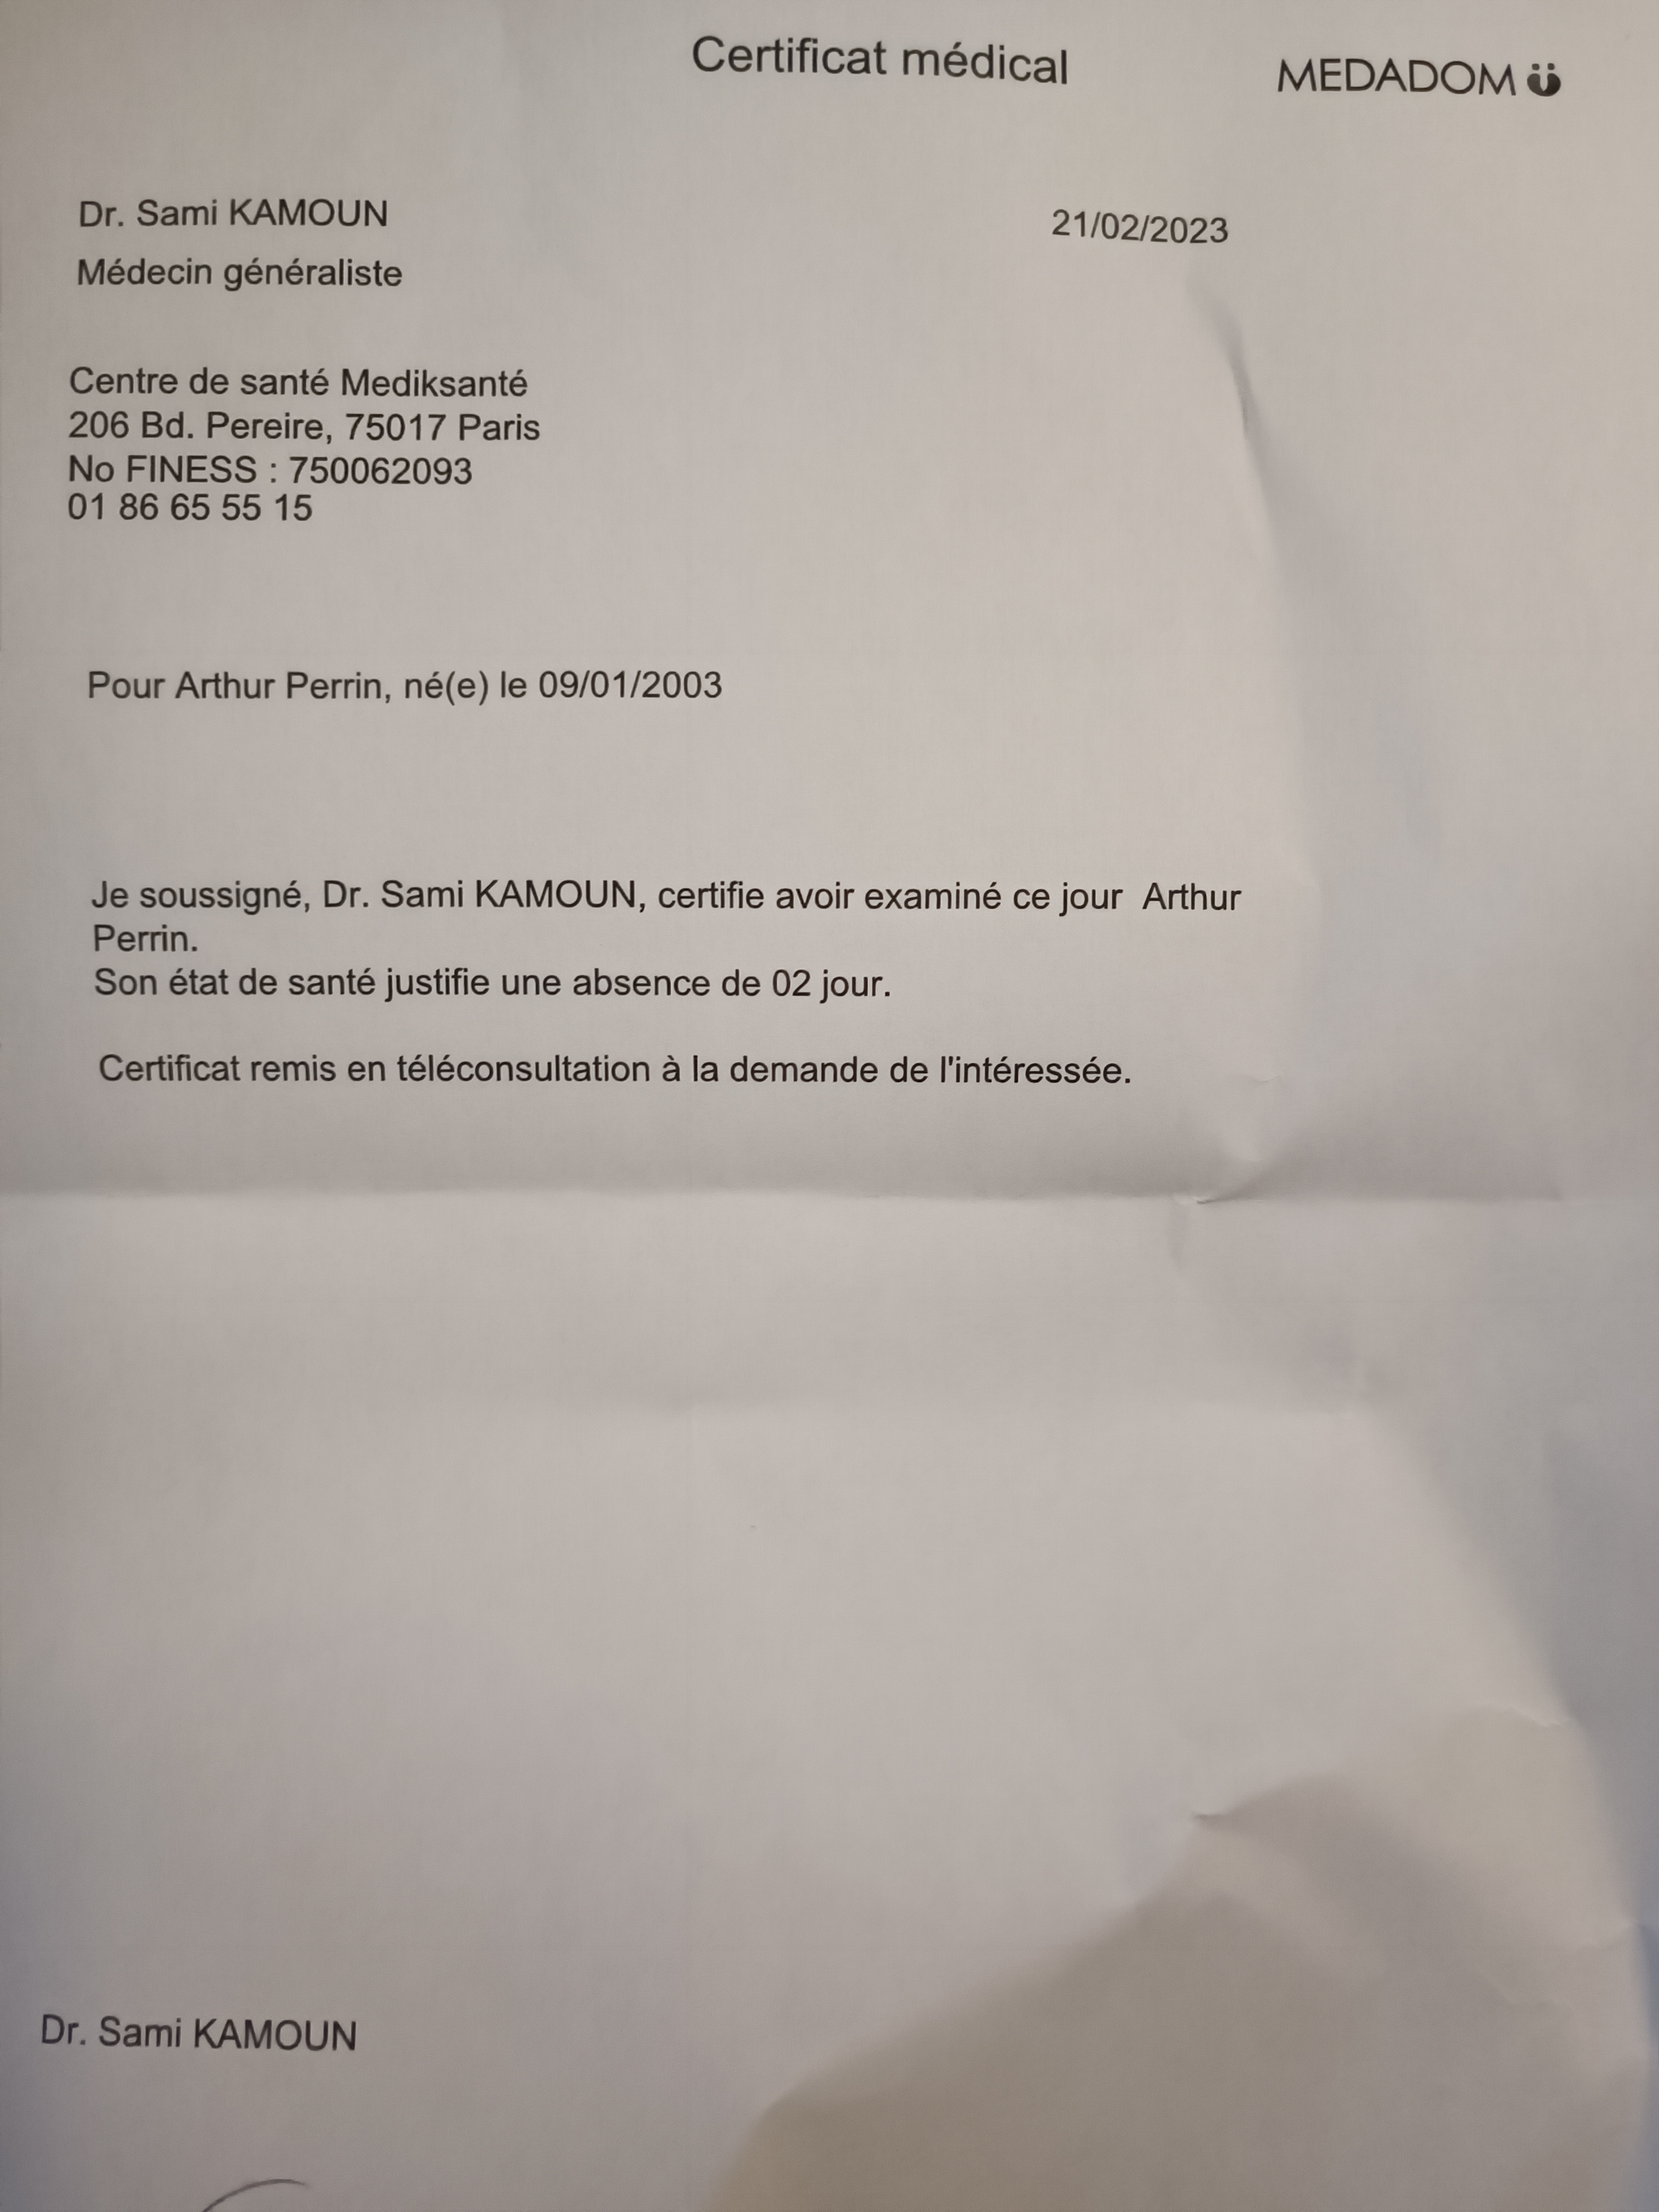 Certificat médical
MEDADOM
Dr. Sami KAMOUN
21/02/2023
Médecin généraliste
Centre de santé Mediksanté
206 Bd. Pereire, 75017 Paris
No FINESS : 750062093
01 86 65 55 15
Pour Arthur Perrin, né(e) le 09/01/2003
Je soussigné, Dr. Sami KAMOUN, certifie avoir examiné ce jour  Arthur
Perrin.
Son état de santé justifie une absence de 02 jour.
Certificat remis en téléconsultation à la demande de l'intéressée.
Dr. Sami KAMOUN